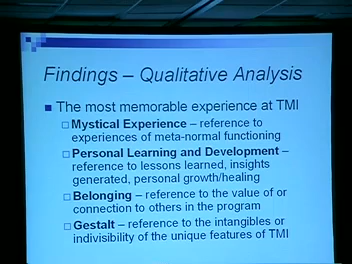 Findings – Qualitative Analysis
The most memorable experience at TMI
Mystical Experience – reference to
experiences of meta-normal functioning
Personal Learning and Development –
reference to lessons learned, insights
generated, personal growth/healing
Belonging – reference to the value of or
connection to others in the program
Gestalt – reference to the intangibles or
indivisibility of the unique features of TMI